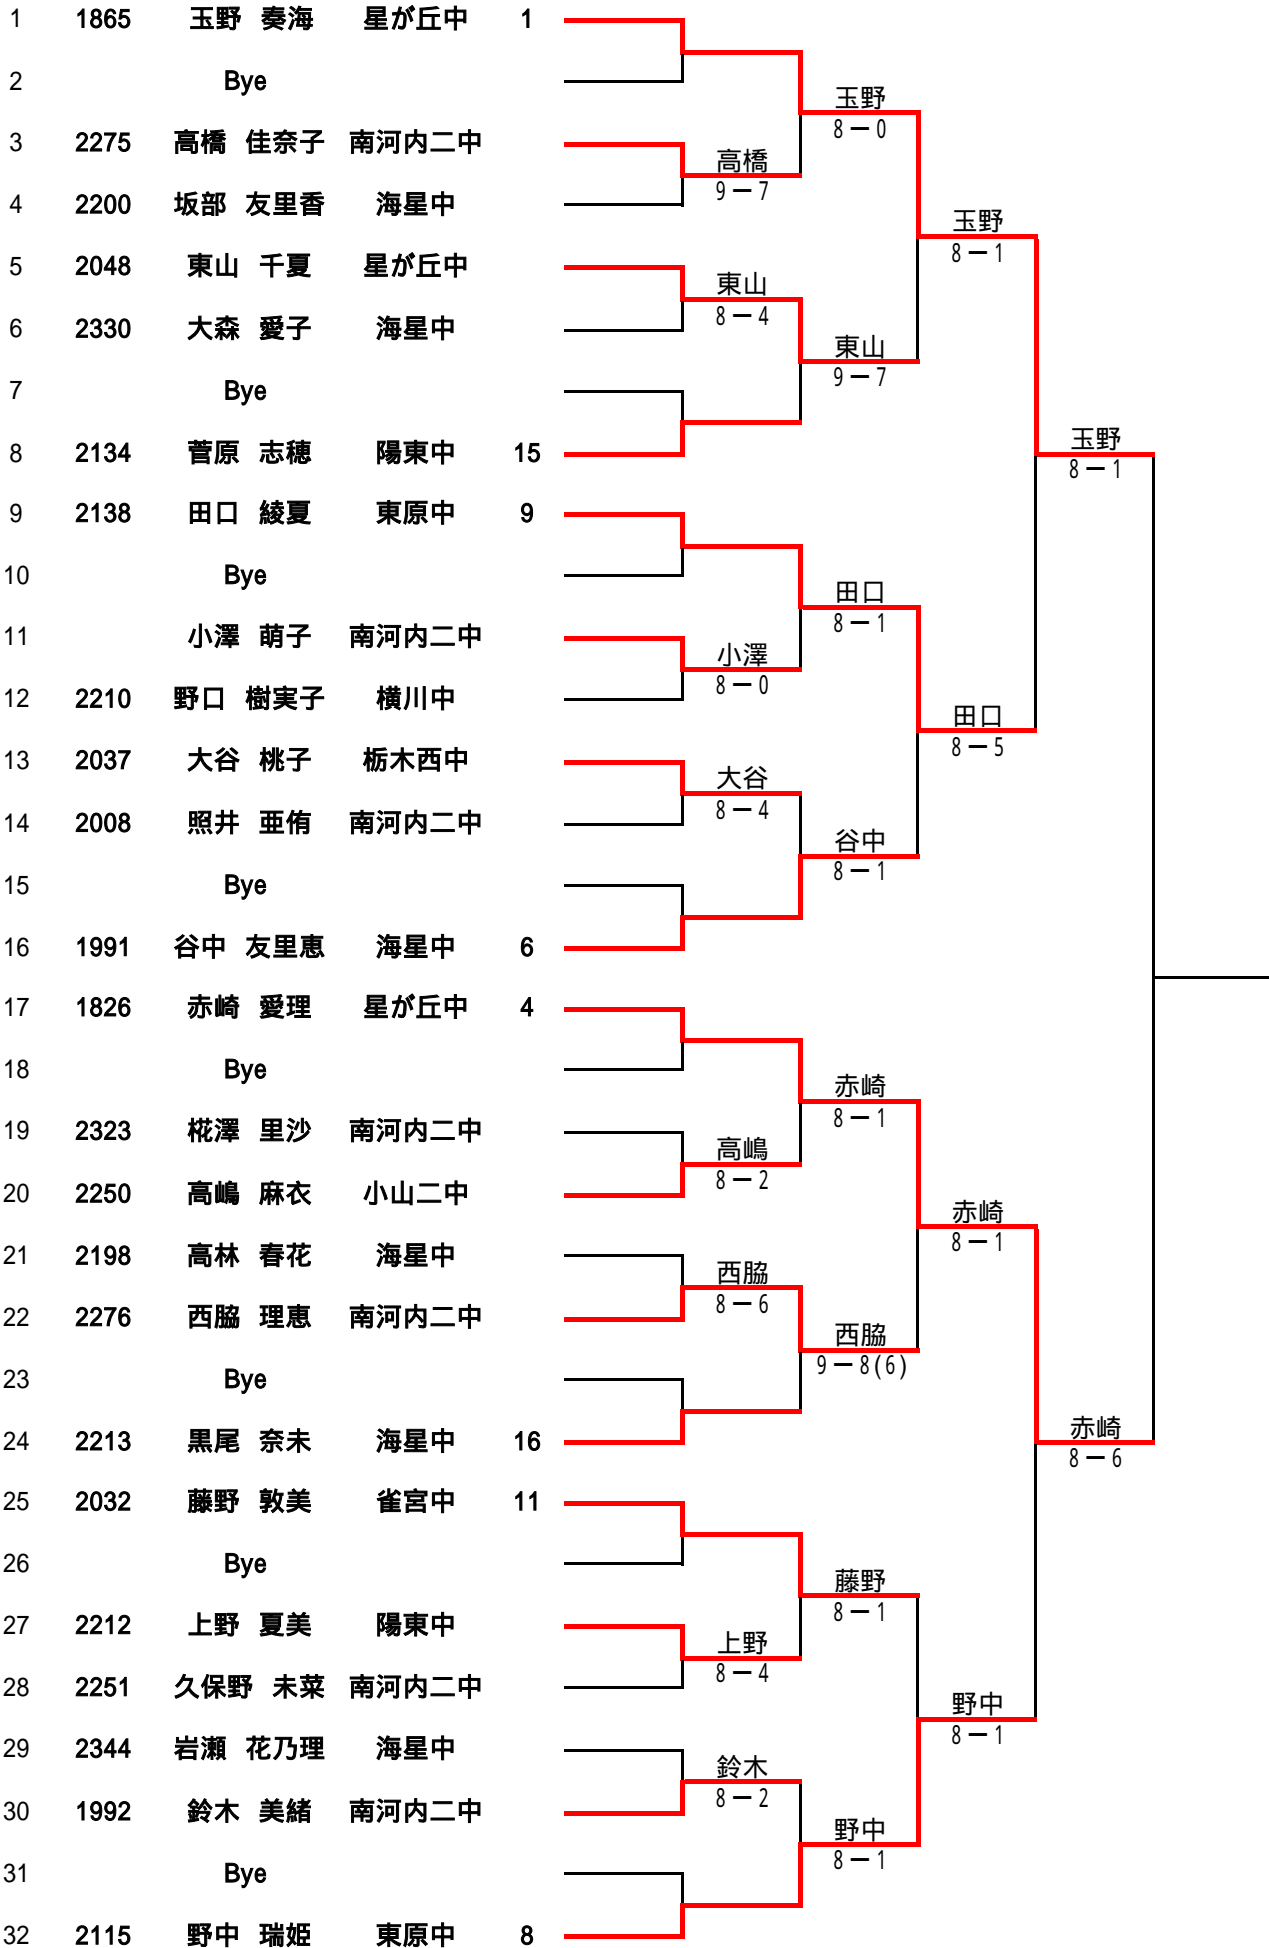 1 1865 玉野 奏海 星が丘中 1
2 Bye
玉野
8－0
3 2275 高橋 佳奈子 南河内二中
高橋
9－7
4 2200 坂部 友里香 海星中
玉野
8－1
5 2048 東山 千夏 星が丘中
東山
8－4
6 2330 大森 愛子 海星中
東山
9－7
7 Bye
8 2134 菅原 志穂 陽東中 15
玉野
8－1
9 2138 田口 綾夏 東原中 9
10 Bye
田口
8－1
11 小澤 萌子 南河内二中
小澤
8－0
12 2210 野口 樹実子 横川中
田口
8－5
13 2037 大谷 桃子 栃木西中
大谷
8－4
14 2008 照井 亜侑 南河内二中
谷中
8－1
15 Bye
16 1991 谷中 友里恵 海星中 6
17 1826 赤崎 愛理 星が丘中 4
18 Bye
赤崎
8－1
19 2323 椛澤 里沙 南河内二中
高嶋
8－2
20 2250 高嶋 麻衣 小山二中
赤崎
8－1
21 2198 高林 春花 海星中
西脇
8－6
22 2276 西脇 理恵 南河内二中
西脇
9－8(6)
23 Bye
24 2213 黒尾 奈未 海星中 16
赤崎
8－6
25 2032 藤野 敦美 雀宮中 11
26 Bye
藤野
8－1
27 2212 上野 夏美 陽東中
上野
8－4
28 2251 久保野 未菜 南河内二中
野中
8－1
29 2344 岩瀬 花乃理 海星中
鈴木
8－2
30 1992 鈴木 美緒 南河内二中
野中
8－1
31 Bye
32 2115 野中 瑞姫 東原中 8